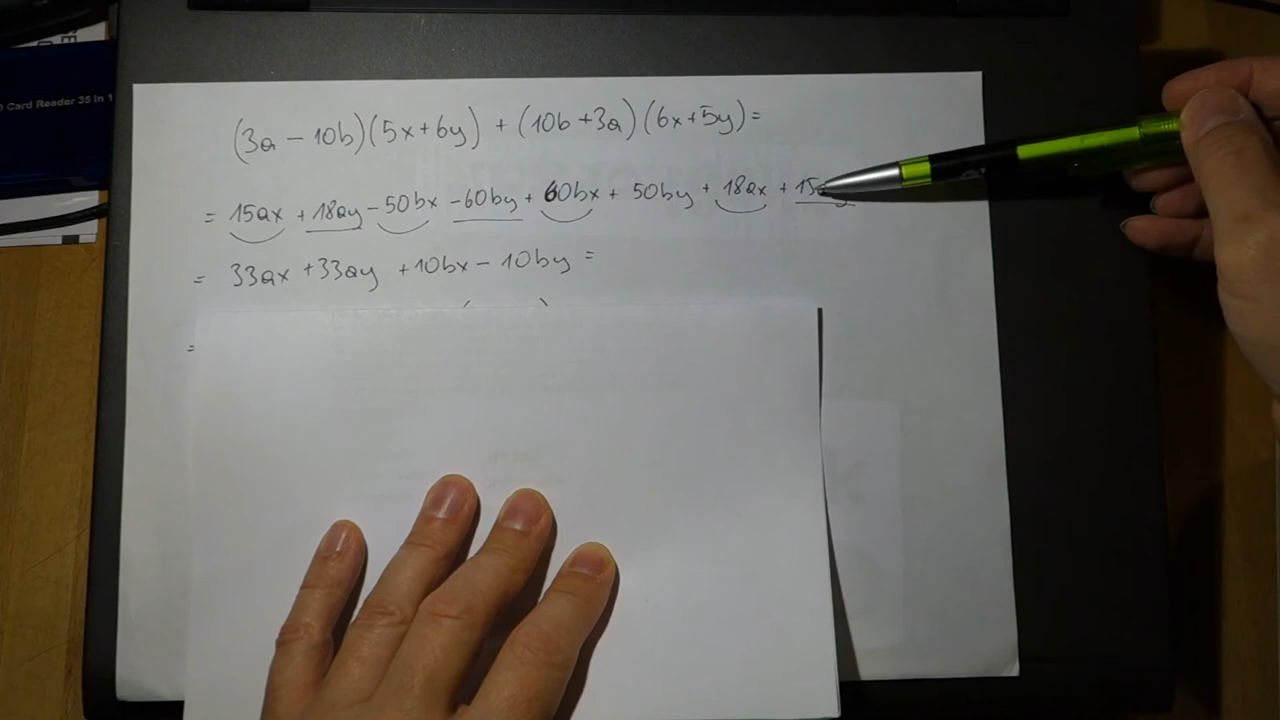 Card Reader 35 in 1
(3a - 10b)(5x+6y) + (10b+3a)(6x+5y)=
= 15ax + 18ay - 50bx - 60by + 60bx + 50by + 18ax +
= 33ax + 33ay + 10bx - 10by =
=